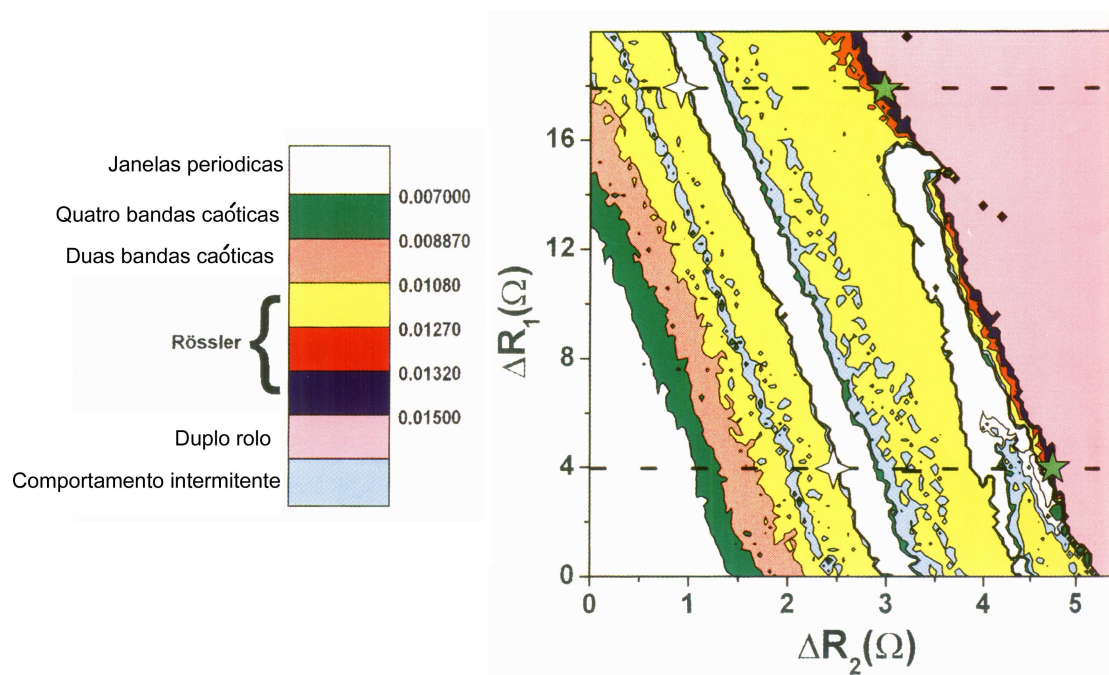 Janelas periodicas
Quatro bandas caóticas
Duas bandas caóticas
Rössler
Duplo rolo
Comportamento intermitente
0.007000
0.008870
0.01080
0.01270
0.01320
0.01500
ΔR1(Ω)
16
12
8
4
0
0 1 2 3 4 5
ΔR2(Ω)